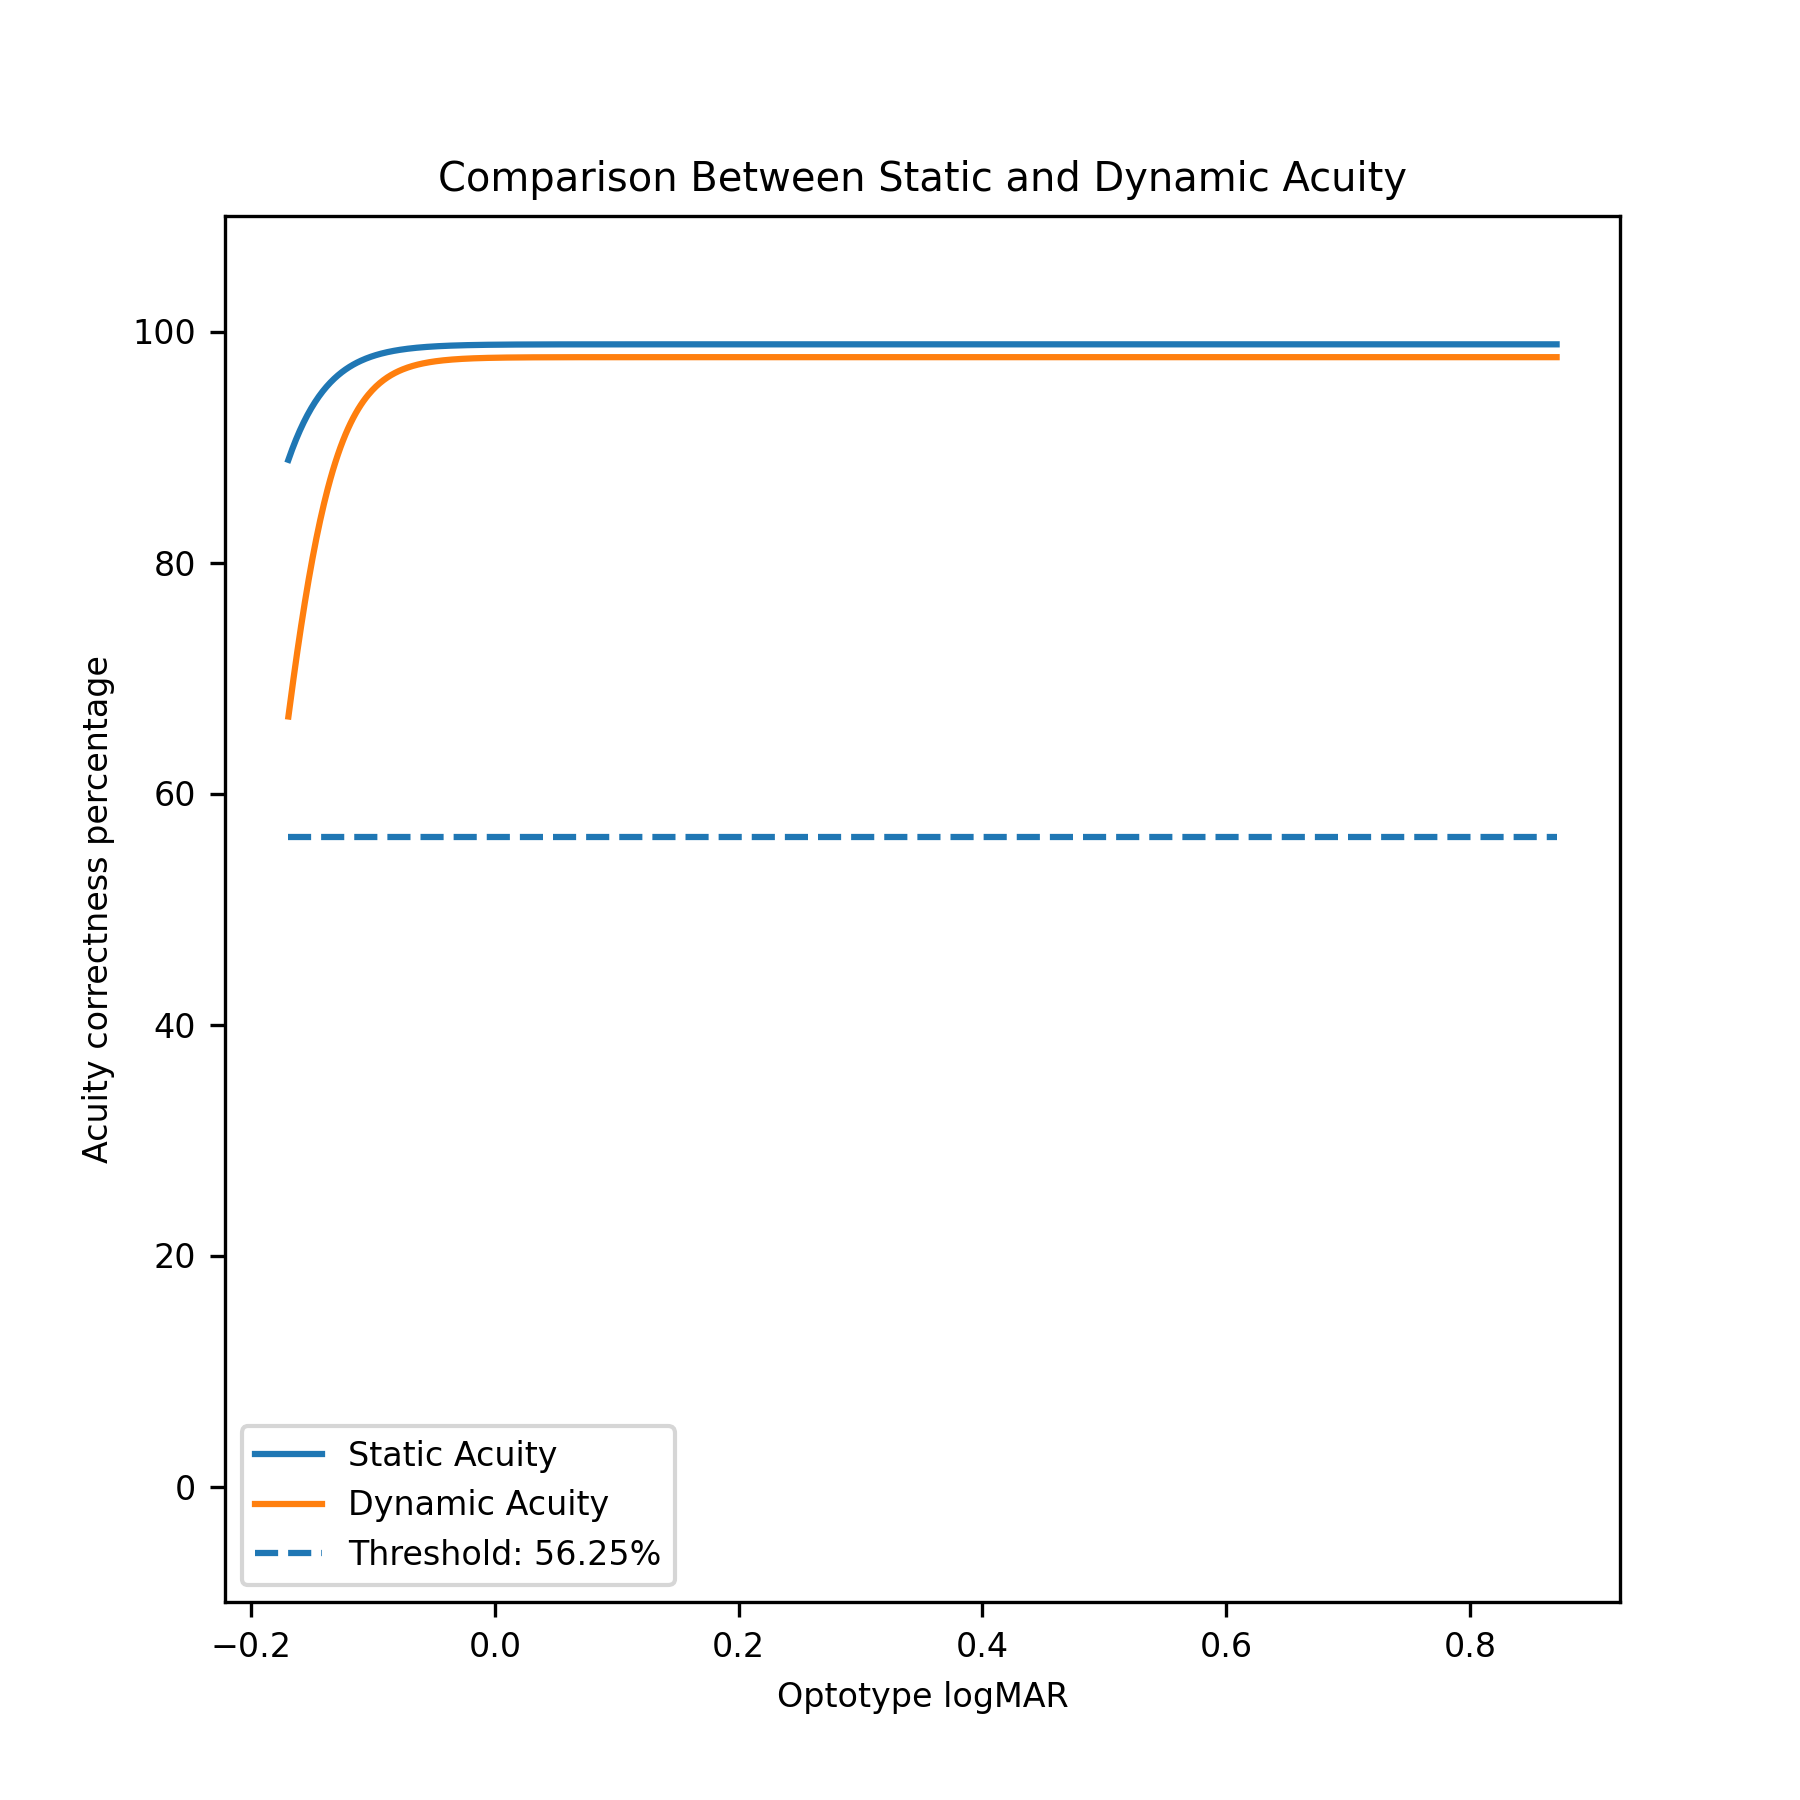 Comparison Between Static and Dynamic Acuity
100
80
60
40
20
0
Acuity correctness percentage
Static Acuity
Dynamic Acuity
Threshold: 56.25%
−0.2 0.0 0.2 0.4 0.6 0.8
Optotype logMAR